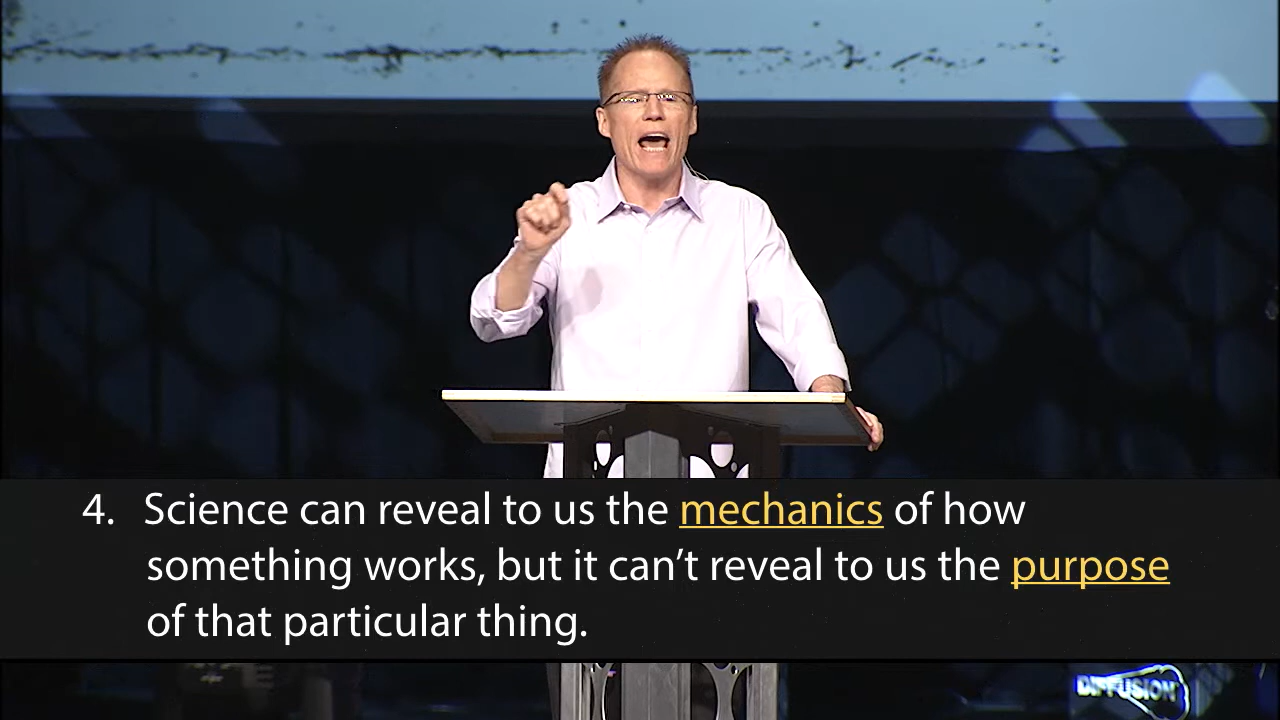 4. Science can reveal to us the mechanics of how
something works, but it can’t reveal to us the purpose
of that particular thing.
DIFFUSION